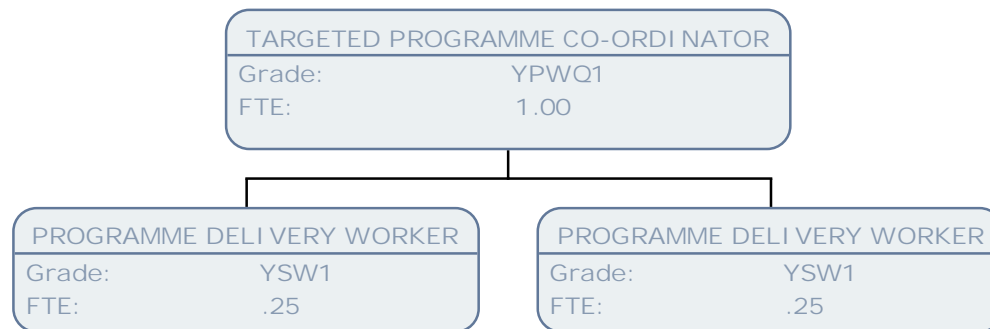 TARGETED PROGRAMME CO-ORDINATOR
Grade: YPWQ1
FTE: 1.00
PROGRAMME DELIVERY WORKER
Grade: YSW1
FTE: .25
PROGRAMME DELIVERY WORKER
Grade: YSW1
FTE: .25